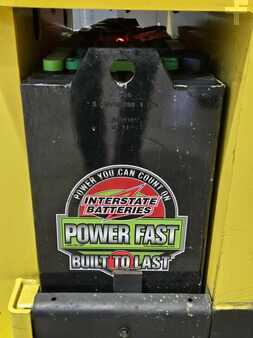 POWER YOU CAN COUNT ON
INTERSTATE
BATTERIES
POWER FAST
BUILT TO LAST